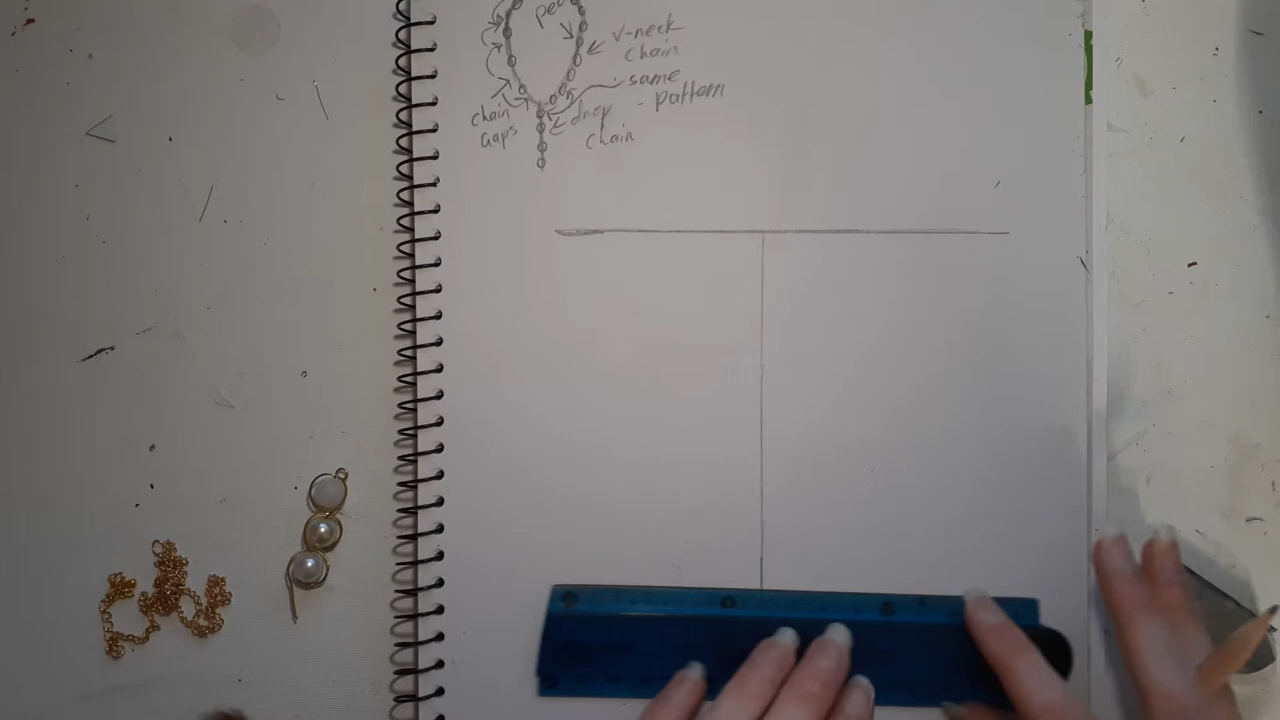 v-neck
chain
same
- pattern
chain
gaps
drop
chain